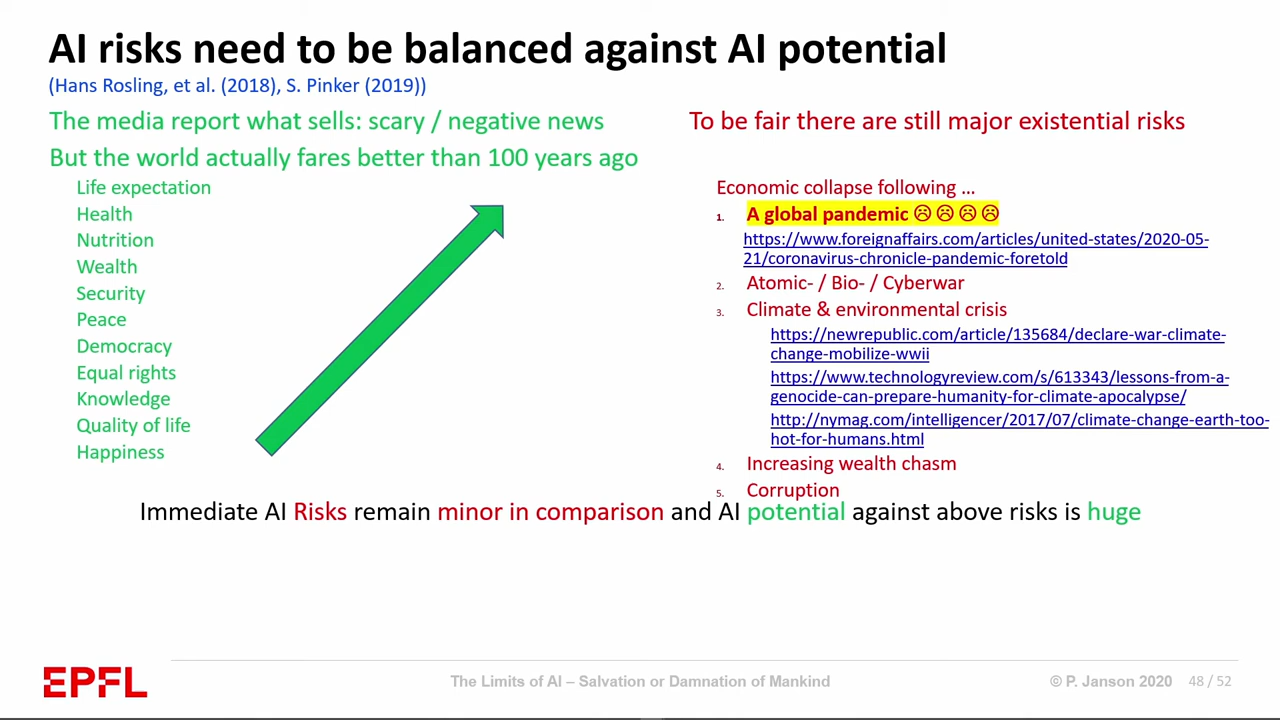 AI risks need to be balanced against AI potential
(Hans Rosling, et al. (2018), S. Pinker (2019))
The media report what sells: scary / negative news
But the world actually fares better than 100 years ago
Life expectation
Health
Nutrition
Wealth
Security
Peace
Democracy
Equal rights
Knowledge
Quality of life
Happiness
To be fair there are still major existential risks
Economic collapse following …
1. A global pandemic ☹☹☹☹
https://www.foreignaffairs.com/articles/united-states/2020-05-
21/coronavirus-chronicle-pandemic-foretold
2. Atomic- / Bio- / Cyberwar
3. Climate & environmental crisis
https://newrepublic.com/article/135684/declare-war-climate-
change-mobilize-wwii
https://www.technologyreview.com/s/613343/lessons-from-a-
genocide-can-prepare-humanity-for-climate-apocalypse/
http://nymag.com/intelligencer/2017/07/climate-change-earth-too-
hot-for-humans.html
4. Increasing wealth chasm
5. Corruption
Immediate AI Risks remain minor in comparison and AI potential against above risks is huge
EPFL
The Limits of AI – Salvation or Damnation of Mankind
© P. Janson 2020 48 / 52